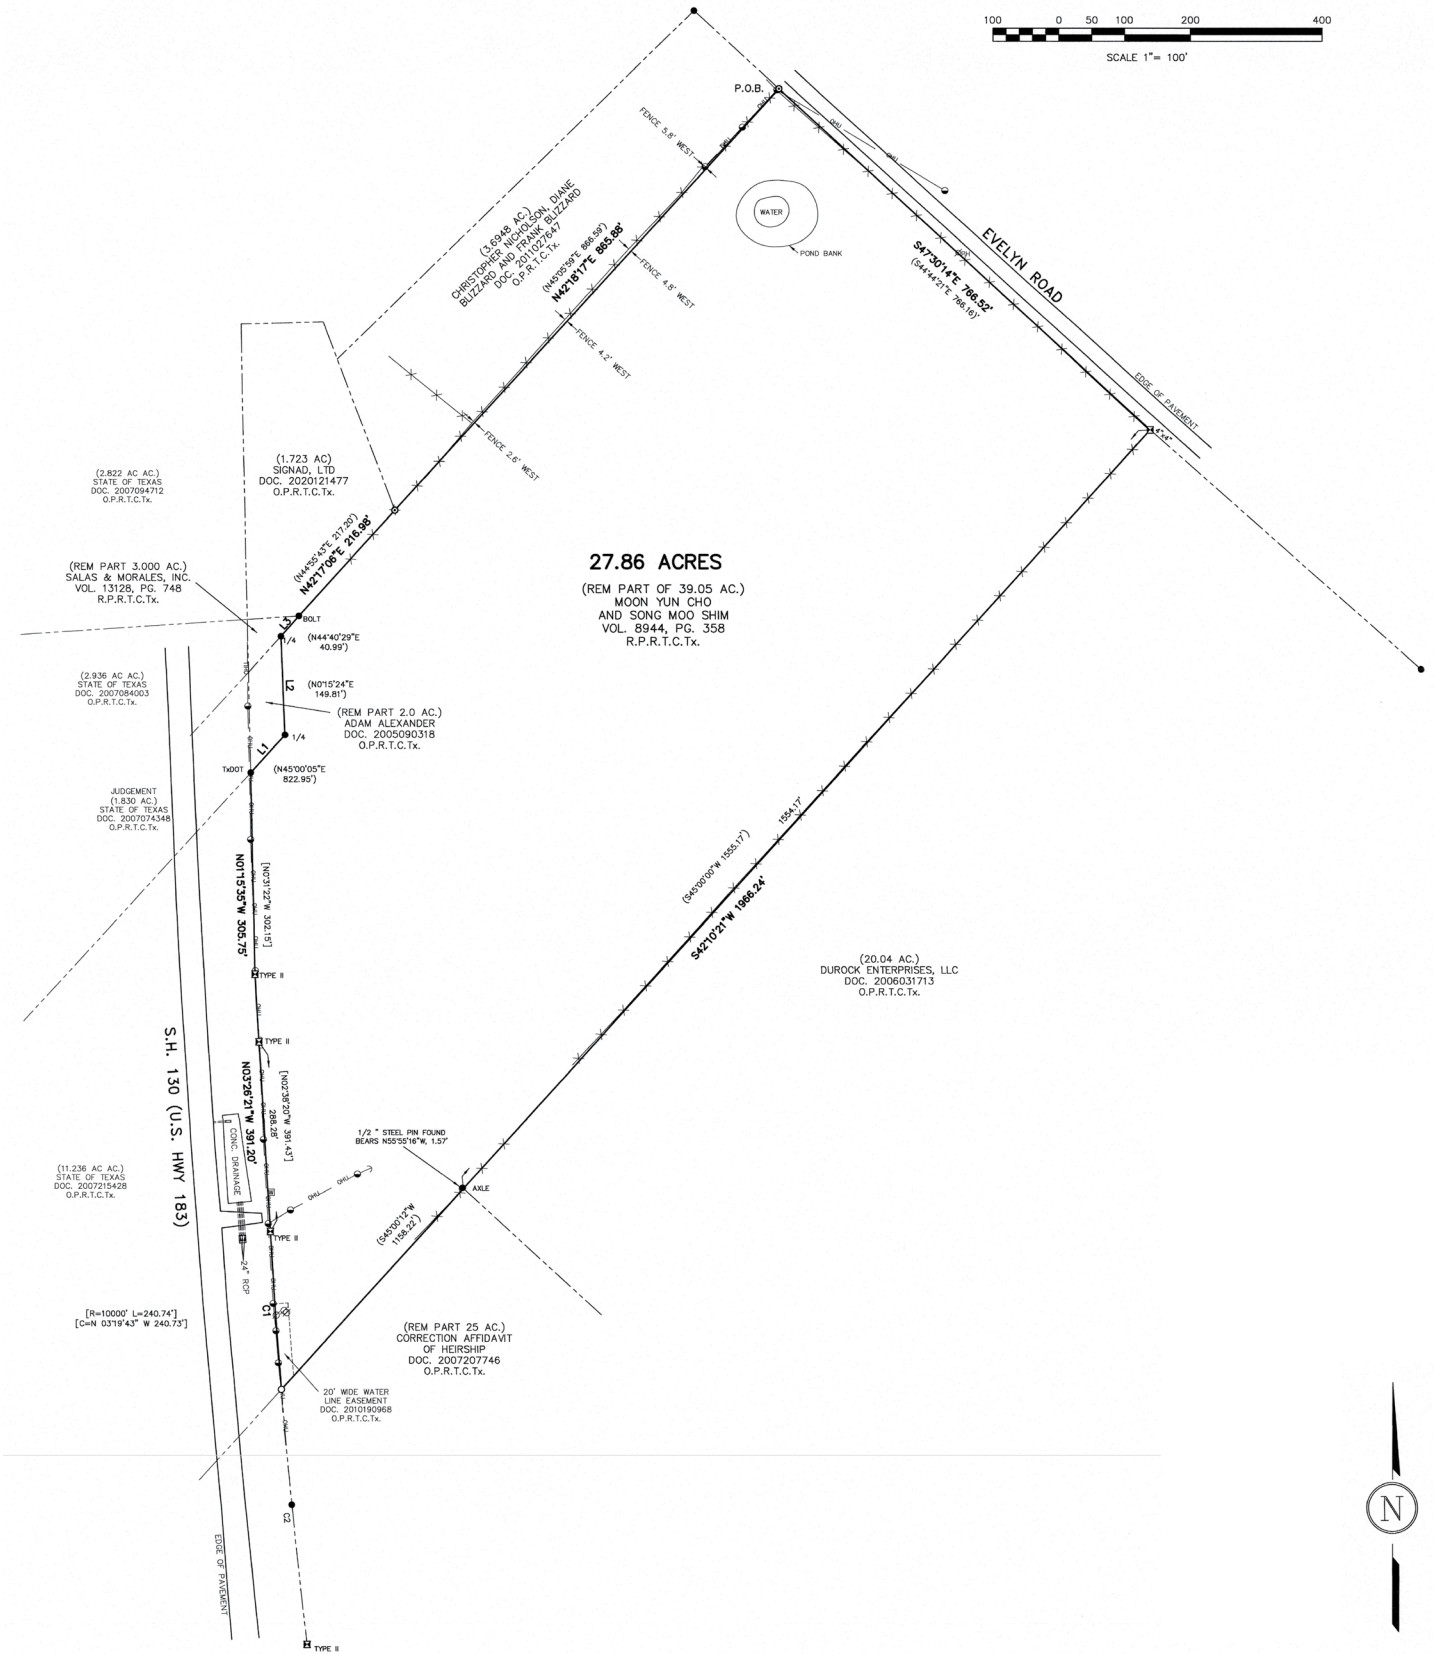 100 0 50 100 200 400
SCALE 1"= 100'
P.O.B.
OHU
OHU
OHU
OHU
FENCE 5.8' WEST
WATER
POND BANK
EVELYN ROAD
S47°30'14"E 766.52'
(S44°44'21"E 766.16)'
EDGE OF PAVEMENT
4"x4"
(3.6948 AC.)
CHRISTOPHER NICHOLSON, DIANE
BLIZZARD AND FRANK BLIZZARD
DOC. 2011027647
O.P.R.T.C.Tx.
(N45°05'59"E 866.59')
N42°18'17"E 865.88'
FENCE 4.8' WEST
FENCE 4.2' WEST
FENCE 2.6' WEST
(1.723 AC)
SIGNAD, LTD
DOC. 2020121477
O.P.R.T.C.Tx.
(2.822 AC AC.)
STATE OF TEXAS
DOC. 2007094712
O.P.R.T.C.Tx.
(N44°55'43"E 217.20')
N42°17'06"E 216.98'
27.86 ACRES
(REM PART OF 39.05 AC.)
MOON YUN CHO
AND SONG MOO SHIM
VOL. 8944, PG. 358
R.P.R.T.C.Tx.
(REM PART 3.000 AC.)
SALAS & MORALES, INC.
VOL. 13128, PG. 748
R.P.R.T.C.Tx.
BOLT
L3
1/4
(N44°40'29"E
40.99')
L2
(N0°15'24"E
149.81')
(2.936 AC AC.)
STATE OF TEXAS
DOC. 2007084003
O.P.R.T.C.Tx.
(REM PART 2.0 AC.)
ADAM ALEXANDER
DOC. 2005090318
O.P.R.T.C.Tx.
1/4
L1
TxDOT
(N45°00'05"E
822.95')
JUDGEMENT
(1.830 AC.)
STATE OF TEXAS
DOC. 2007074348
O.P.R.T.C.Tx.
N01°15'35"W 305.75'
[N0°31'22"W 302.15']
OHU
OHU
OHU
TYPE II
OHU
TYPE II
(S45°00'00"W 1555.17')
1554.17'
S42°10'21"W 1966.24'
(20.04 AC.)
DUROCK ENTERPRISES, LLC
DOC. 2006031713
O.P.R.T.C.Tx.
S.H. 130 (U.S. HWY 183)
N03°26'21"W 391.20'
[N02°38'20"W 391.43']
288.28'
CONC. DRAINAGE
1/2 " STEEL PIN FOUND
BEARS N55°55'16"W, 1.57'
AXLE
(11.236 AC AC.)
STATE OF TEXAS
DOC. 2007215428
O.P.R.T.C.Tx.
OHU
OHU
TYPE II
24" RCP
(S45°00'12"W
1158.22')
C1
[R=10000' L=240.74']
[C=N 03°19'43" W 240.73']
(REM PART 25 AC.)
CORRECTION AFFIDAVIT
OF HEIRSHIP
DOC. 2007207746
O.P.R.T.C.Tx.
20' WIDE WATER
LINE EASEMENT
DOC. 2010190968
O.P.R.T.C.Tx.
OHU
C2
EDGE OF PAVEMENT
TYPE II
N